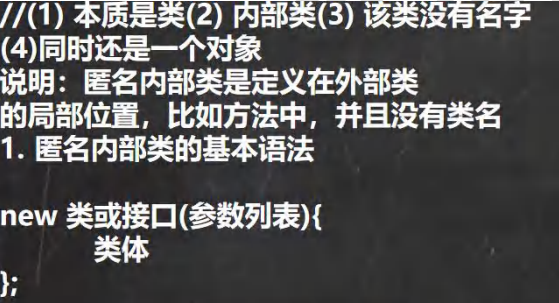 //(1) 本质是类(2) 内部类(3) 该类没有名字
(4)同时还是一个对象
说明：匿名内部类是定义在外部类
的局部位置，比如方法中，并且没有类名
1. 匿名内部类的基本语法
new 类或接口(参数列表){
类体
};